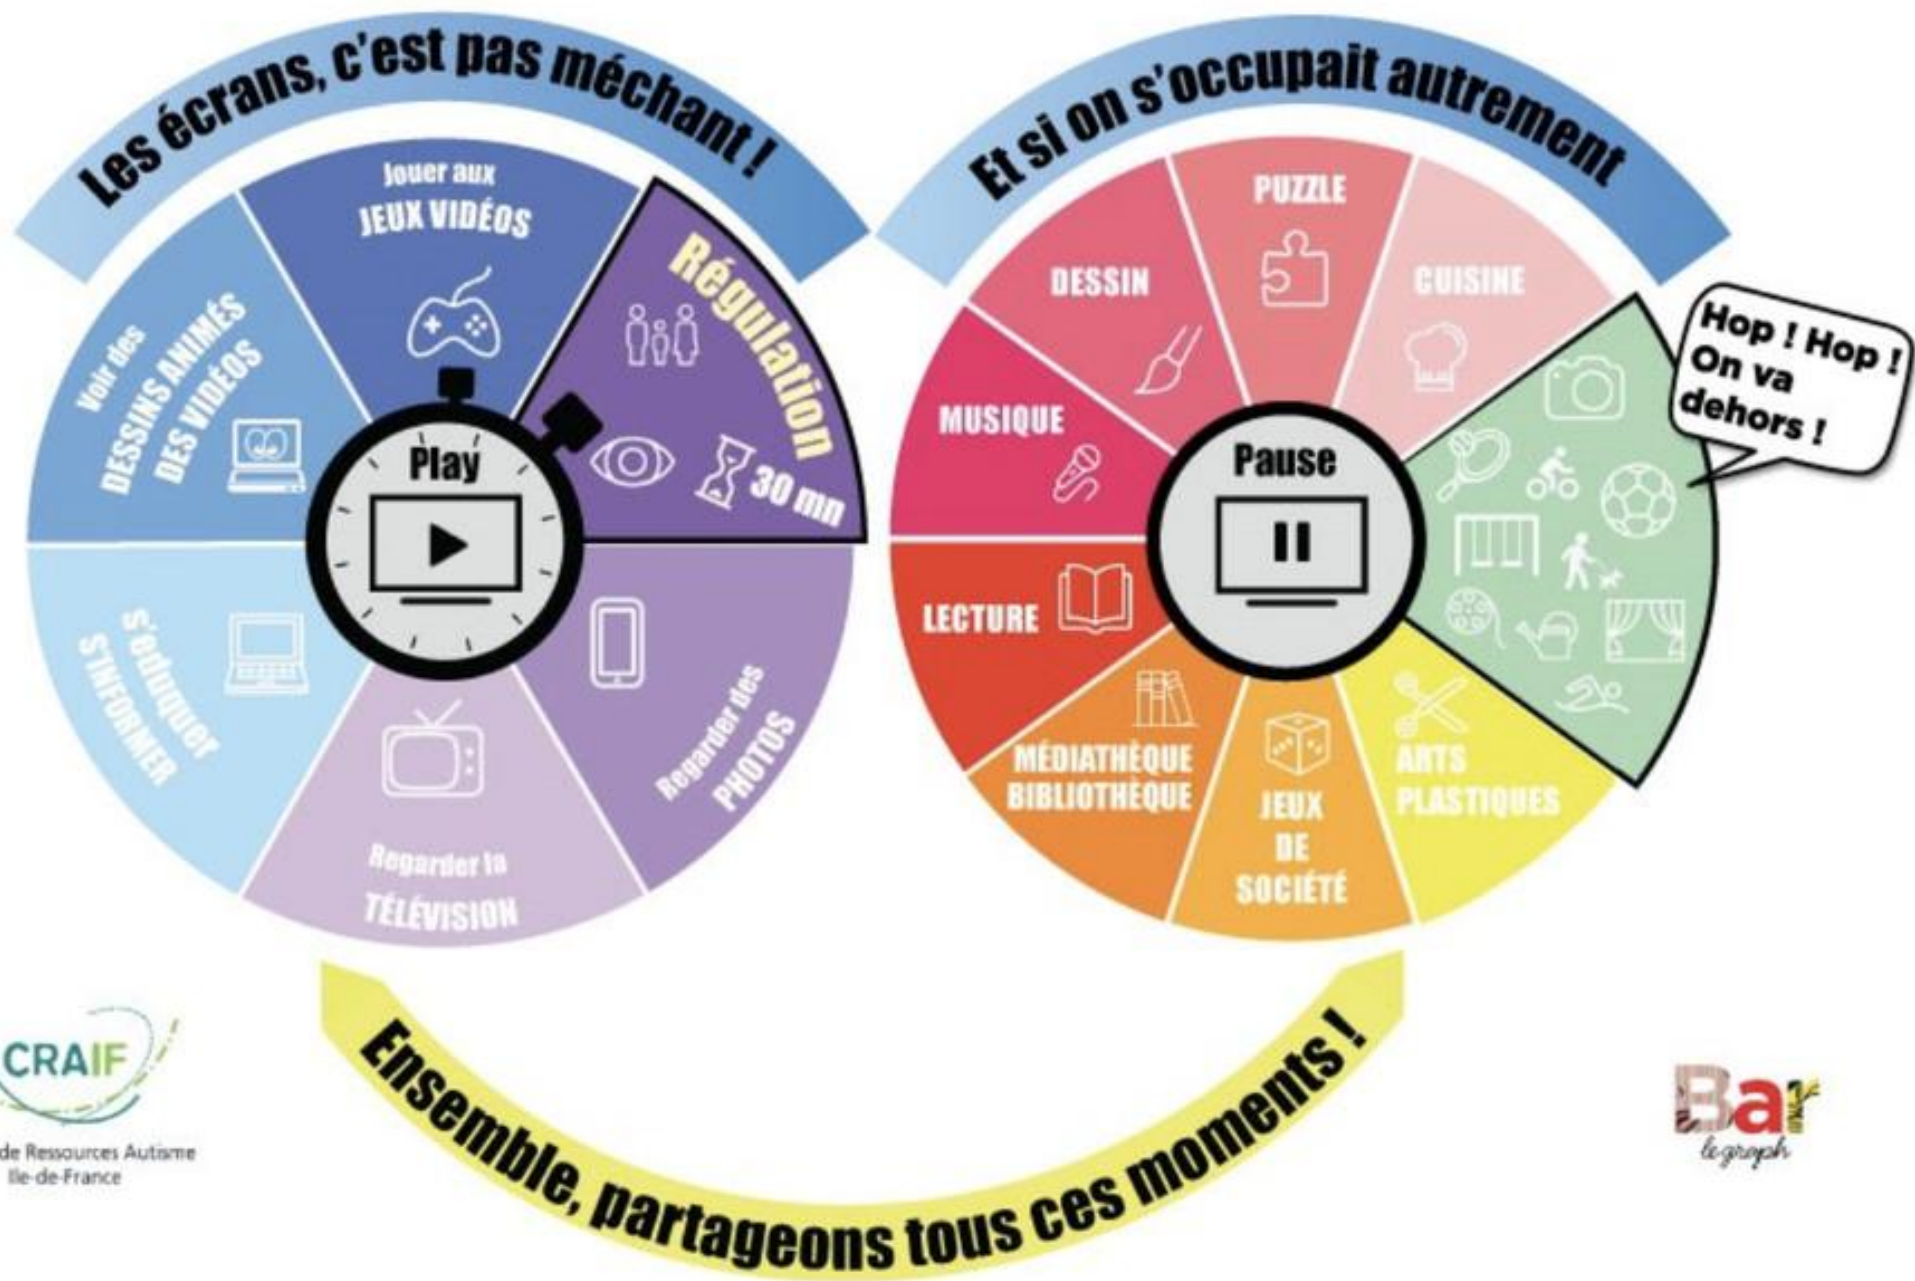 Les écrans, c'est pas méchant !
Jouer aux
JEUX VIDÉOS
Régulation
30 mn
Voir des
DESSINS ANIMÉS
DES VIDÉOS
Play
S'éduquer
S'INFORMER
Regarder des
PHOTOS
Regarder la
TÉLÉVISION
Et si on s'occupait autrement
PUZZLE
DESSIN
CUISINE
Hop ! Hop !
On va
dehors !
MUSIQUE
Pause
LECTURE
MÉDIATHÈQUE
BIBLIOTHÈQUE
JEUX
DE
SOCIÉTÉ
ARTS
PLASTIQUES
Ensemble, partageons tous ces moments !
CRAIF
de Ressources Autisme
Ile-de-France
Bar
legraph